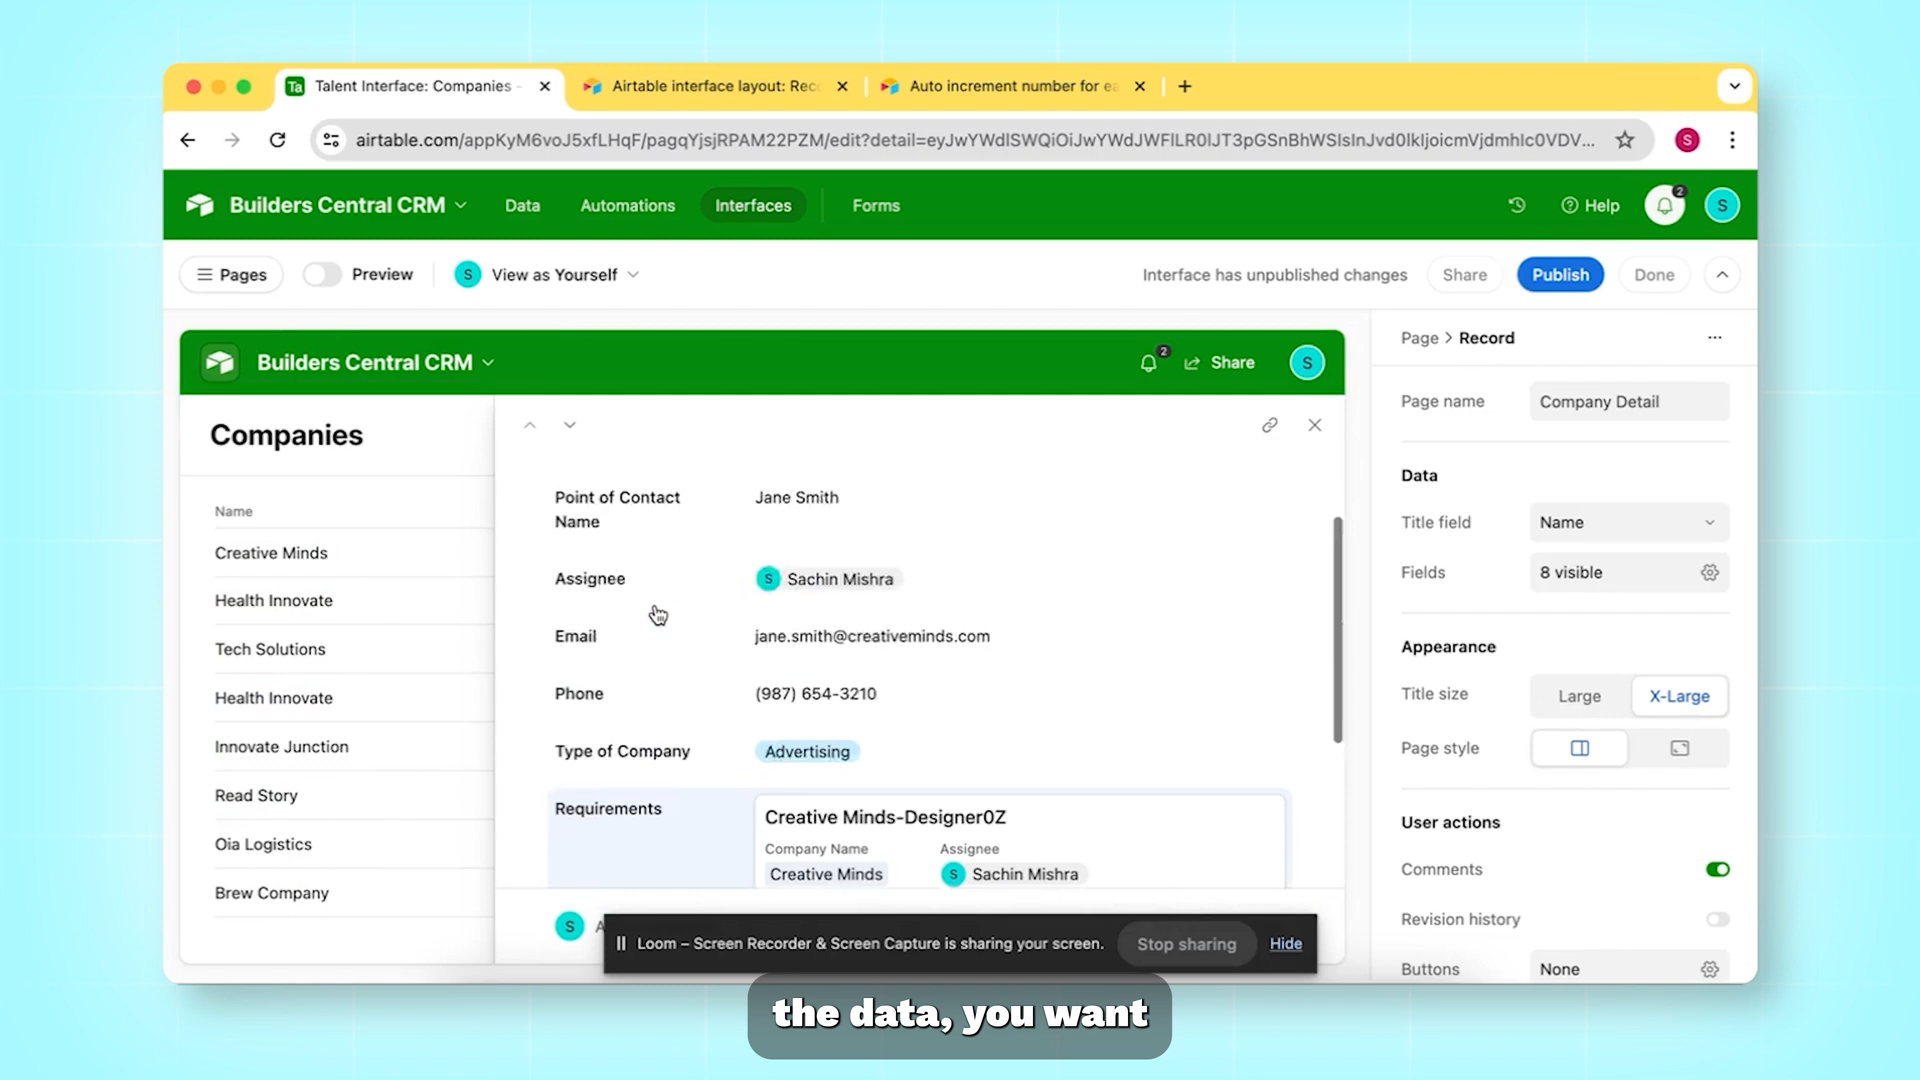 Ta Talent Interface: Companies -
Airtable interface layout: Rec
Auto increment number for ea
airtable.com/appKyM6voJ5xfLHqF/pagqYjsjRPAM22PZM/edit?detail=
S
Builders Central CRM
Data
Automations
Interfaces
Forms
Help
2
S
Pages
Preview
S View as Yourself
Interface has unpublished changes
Share
Publish
Done
Builders Central CRM
2
Share
S
Companies
Name
Creative Minds
Health Innovate
Tech Solutions
Health Innovate
Innovate Junction
Read Story
Oia Logistics
Brew Company
Point of Contact
Name
Jane Smith
Assignee
S Sachin Mishra
Email
jane.smith@creativeminds.com
Phone
(987) 654-3210
Type of Company
Advertising
Requirements
Creative Minds-Designer0Z
Company Name
Assignee
Creative Minds
S Sachin Mishra
S A
Loom – Screen Recorder & Screen Capture is sharing your screen.
Stop sharing
Hide
Page > Record
Page name
Company Detail
Data
Title field
Name
Fields
8 visible
Appearance
Title size
Large
X-Large
Page style
User actions
Comments
Revision history
Buttons
None
the data, you want